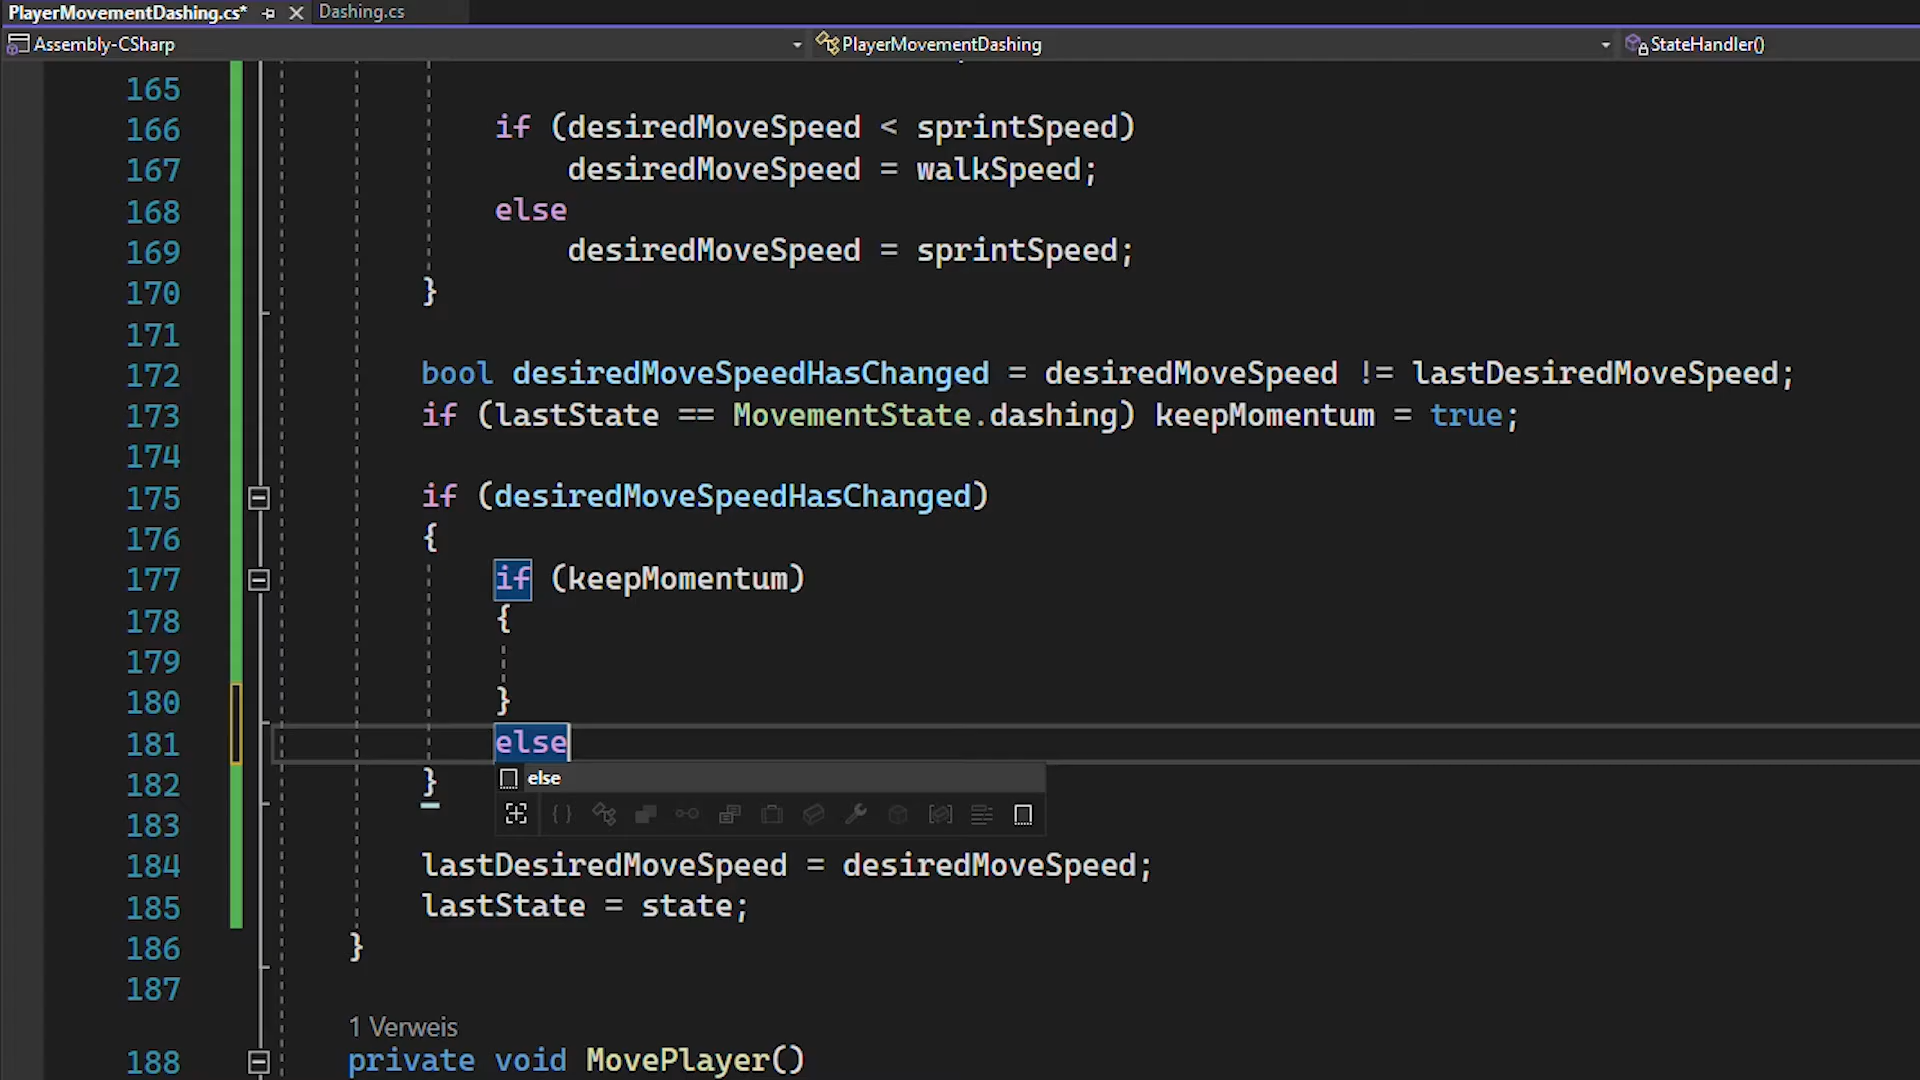 PlayerMovementDashing.cs* Dashing.cs
Assembly-CSharp PlayerMovementDashing StateHandler()
165
166 if (desiredMoveSpeed < sprintSpeed)
167 desiredMoveSpeed = walkSpeed;
168 else
169 desiredMoveSpeed = sprintSpeed;
170 }
171
172 bool desiredMoveSpeedHasChanged = desiredMoveSpeed != lastDesiredMoveSpeed;
173 if (lastState == MovementState.dashing) keepMomentum = true;
174
175 if (desiredMoveSpeedHasChanged)
176 {
177 if (keepMomentum)
178 {
179
180 }
181 else
else
182 }
183
184 lastDesiredMoveSpeed = desiredMoveSpeed;
185 lastState = state;
186 }
187
1 Verweis
188 private void MovePlayer()